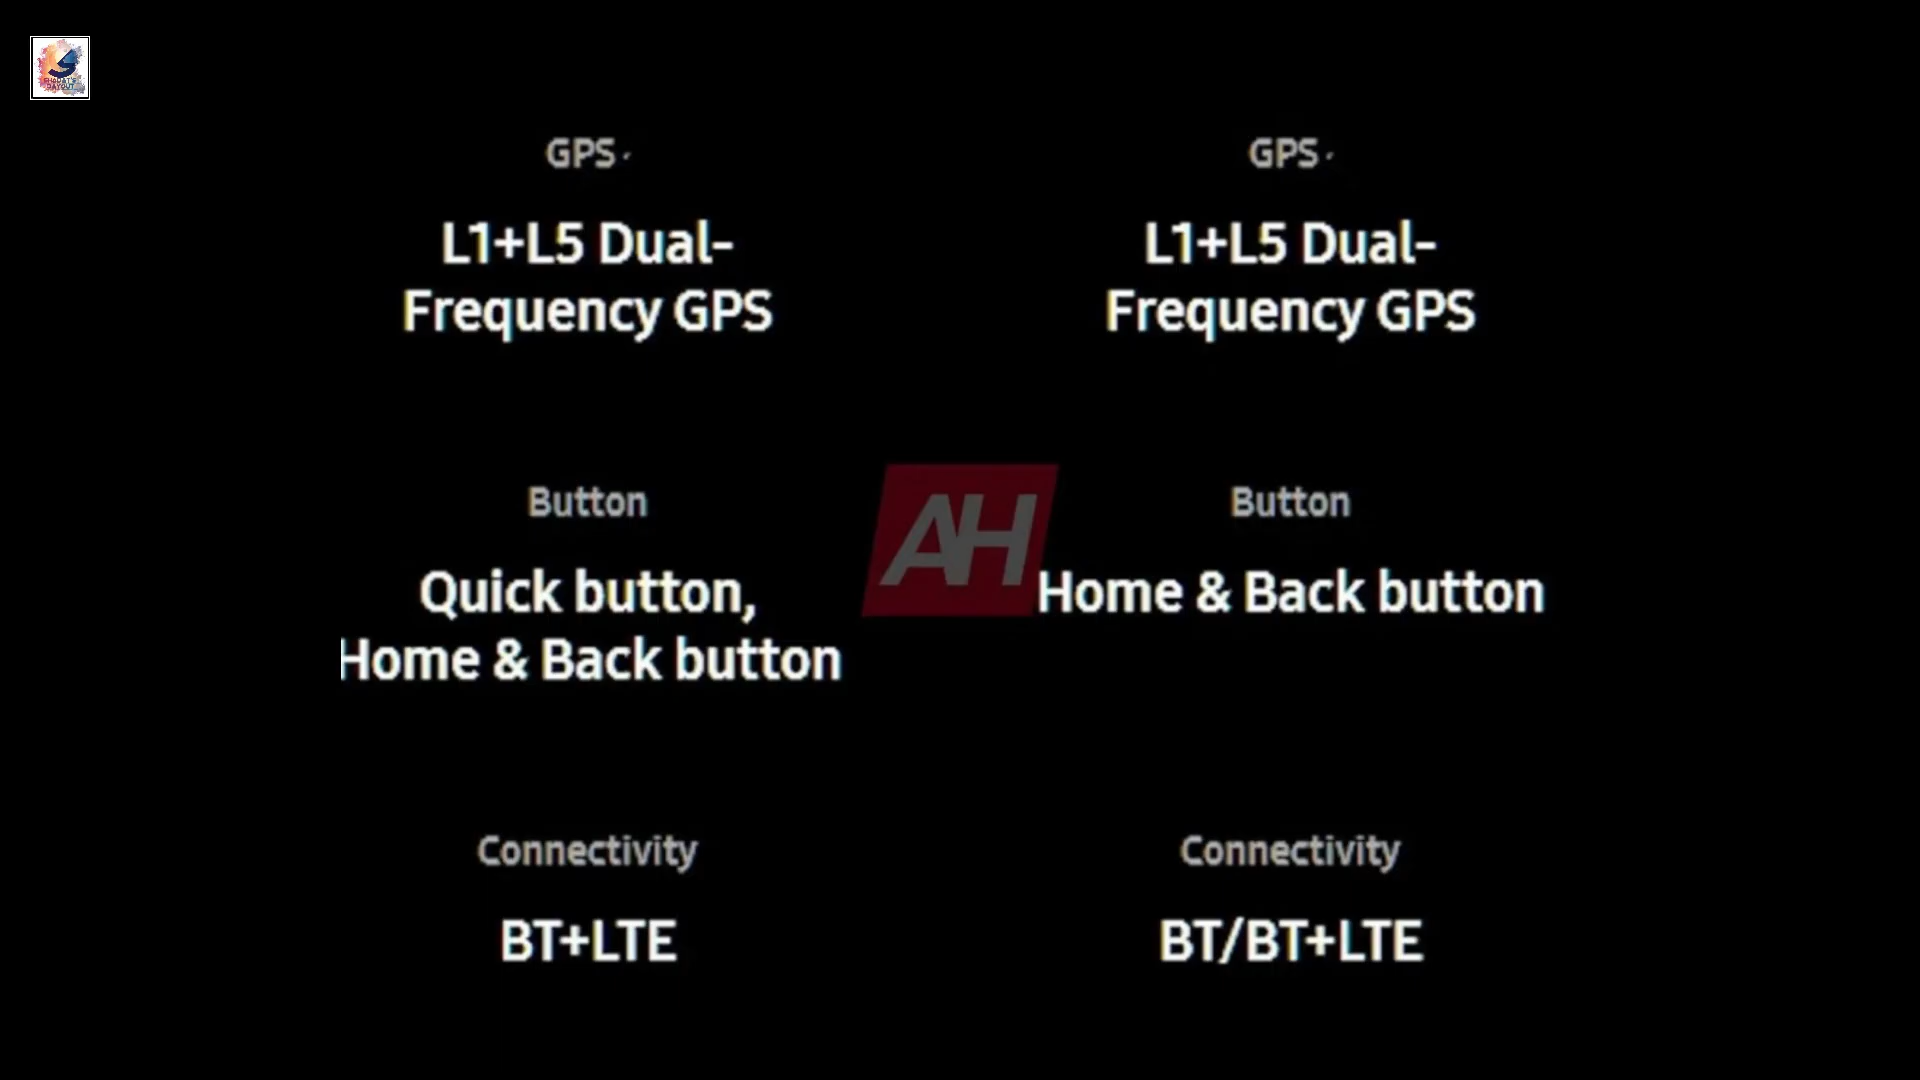 GPS
L1+L5 Dual-
Frequency GPS
Button
Quick button,
Home & Back button
Connectivity
BT+LTE
AH
GPS
L1+L5 Dual-
Frequency GPS
Button
Home & Back button
Connectivity
BT/BT+LTE